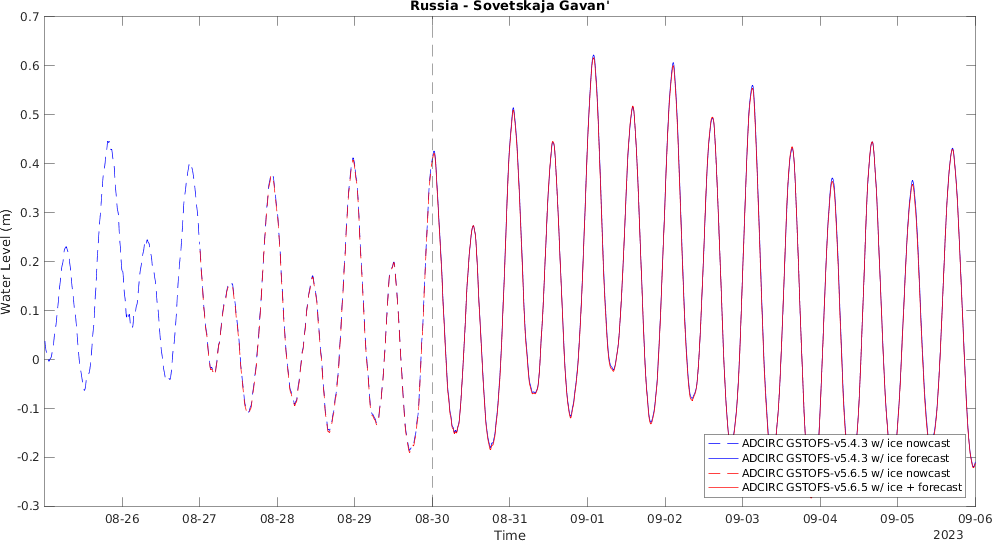 Russia - Sovetskaja Gavan'
Water Level (m)
0.7
0.6
0.5
0.4
0.3
0.2
0.1
0
-0.1
-0.2
-0.3
ADCIRC GSTOFS-v5.4.3 w/ ice nowcast
ADCIRC GSTOFS-v5.4.3 w/ ice forecast
ADCIRC GSTOFS-v5.6.5 w/ ice nowcast
ADCIRC GSTOFS-v5.6.5 w/ ice + forecast
08-26 08-27 08-28 08-29 08-30 08-31 09-01 09-02 09-03 09-04 09-05 09-06
Time
2023